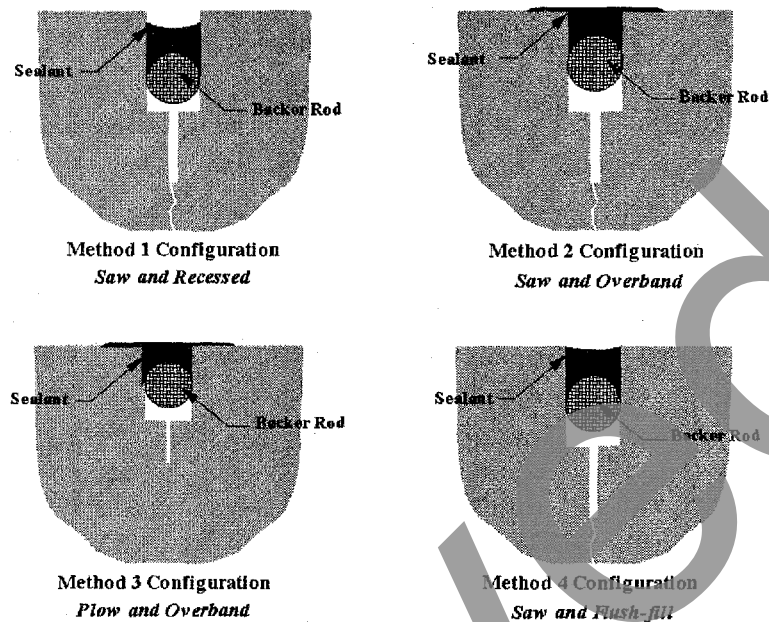 Sealant
Backer Rod
Method 1 Configuration
Saw and Recessed
Sealant
Backer Rod
Method 2 Configuration
Saw and Overband
Sealant
Backer Rod
Method 3 Configuration
Plow and Overband
Sealant
Backer Rod
Method 4 Configuration
Saw and Flush-fill